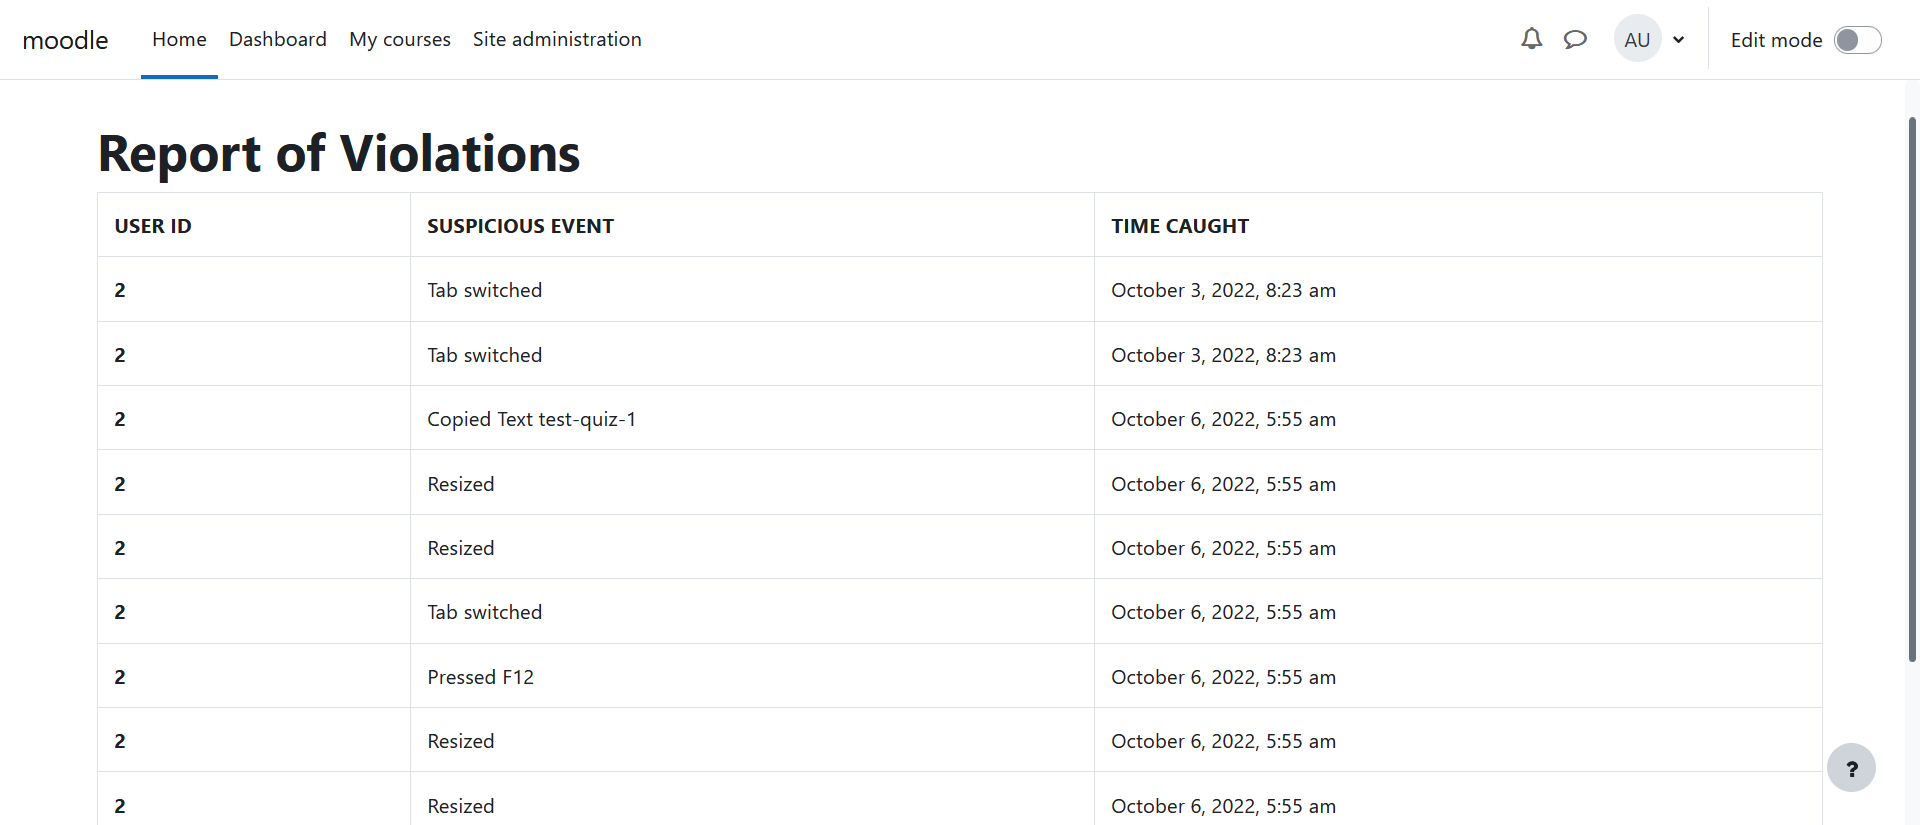 moodle Home Dashboard My courses Site administration AU Edit mode
Report of Violations
USER ID SUSPICIOUS EVENT TIME CAUGHT
2 Tab switched October 3, 2022, 8:23 am
2 Tab switched October 3, 2022, 8:23 am
2 Copied Text test-quiz-1 October 6, 2022, 5:55 am
2 Resized October 6, 2022, 5:55 am
2 Resized October 6, 2022, 5:55 am
2 Tab switched October 6, 2022, 5:55 am
2 Pressed F12 October 6, 2022, 5:55 am
2 Resized October 6, 2022, 5:55 am
?
2 Resized October 6, 2022, 5:55 am